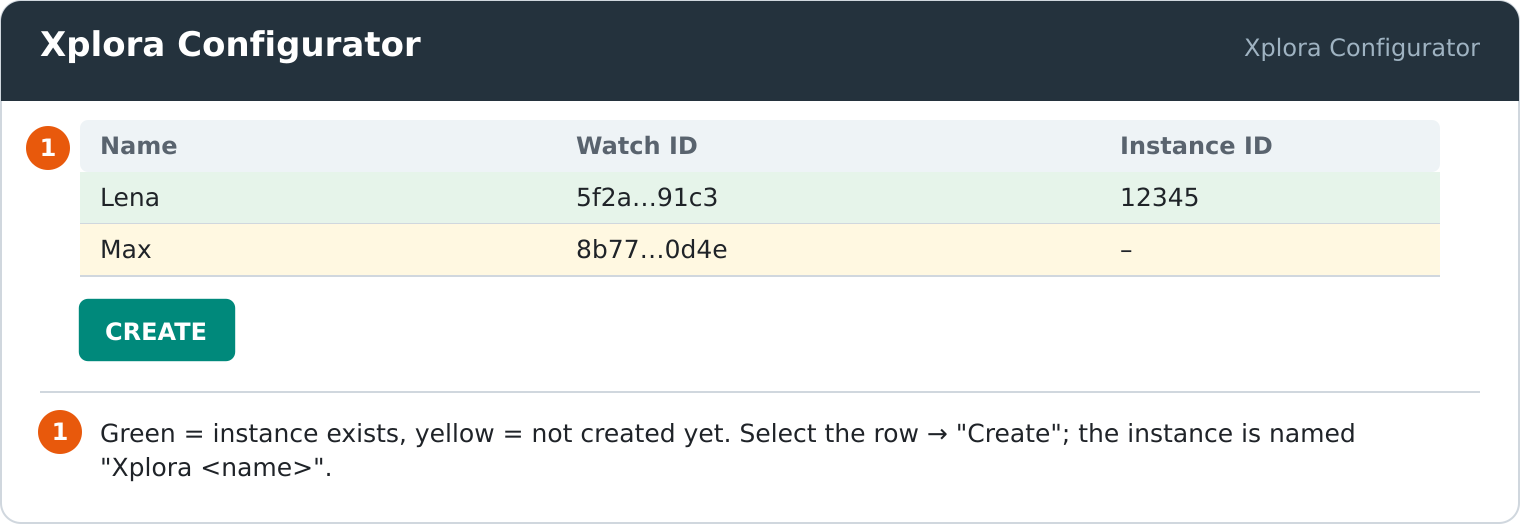 Xplora Configurator
Xplora Configurator
1
Name Watch ID Instance ID
Lena 5f2a…91c3 12345
Max 8b77…0d4e –
CREATE
1
Green = instance exists, yellow = not created yet. Select the row → "Create"; the instance is named
"Xplora <name>".